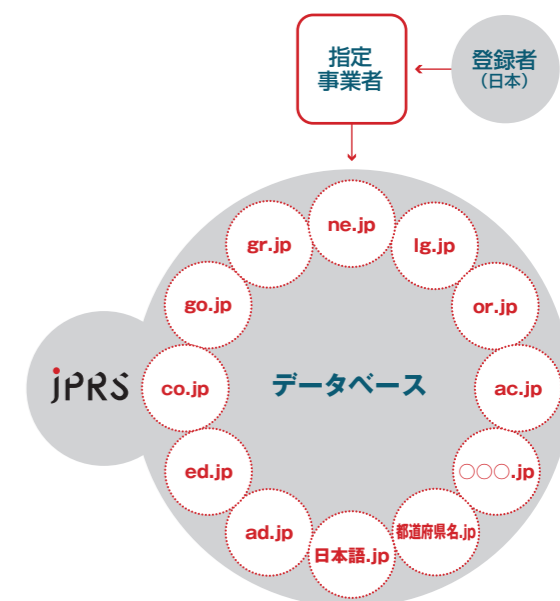 指定
事業者
登録者
（日本）
ne.jp
gr.jp
lg.jp
go.jp
or.jp
JPRS
co.jp
データベース
ac.jp
ed.jp
○○○.jp
ad.jp
都道府県名.jp
日本語.jp